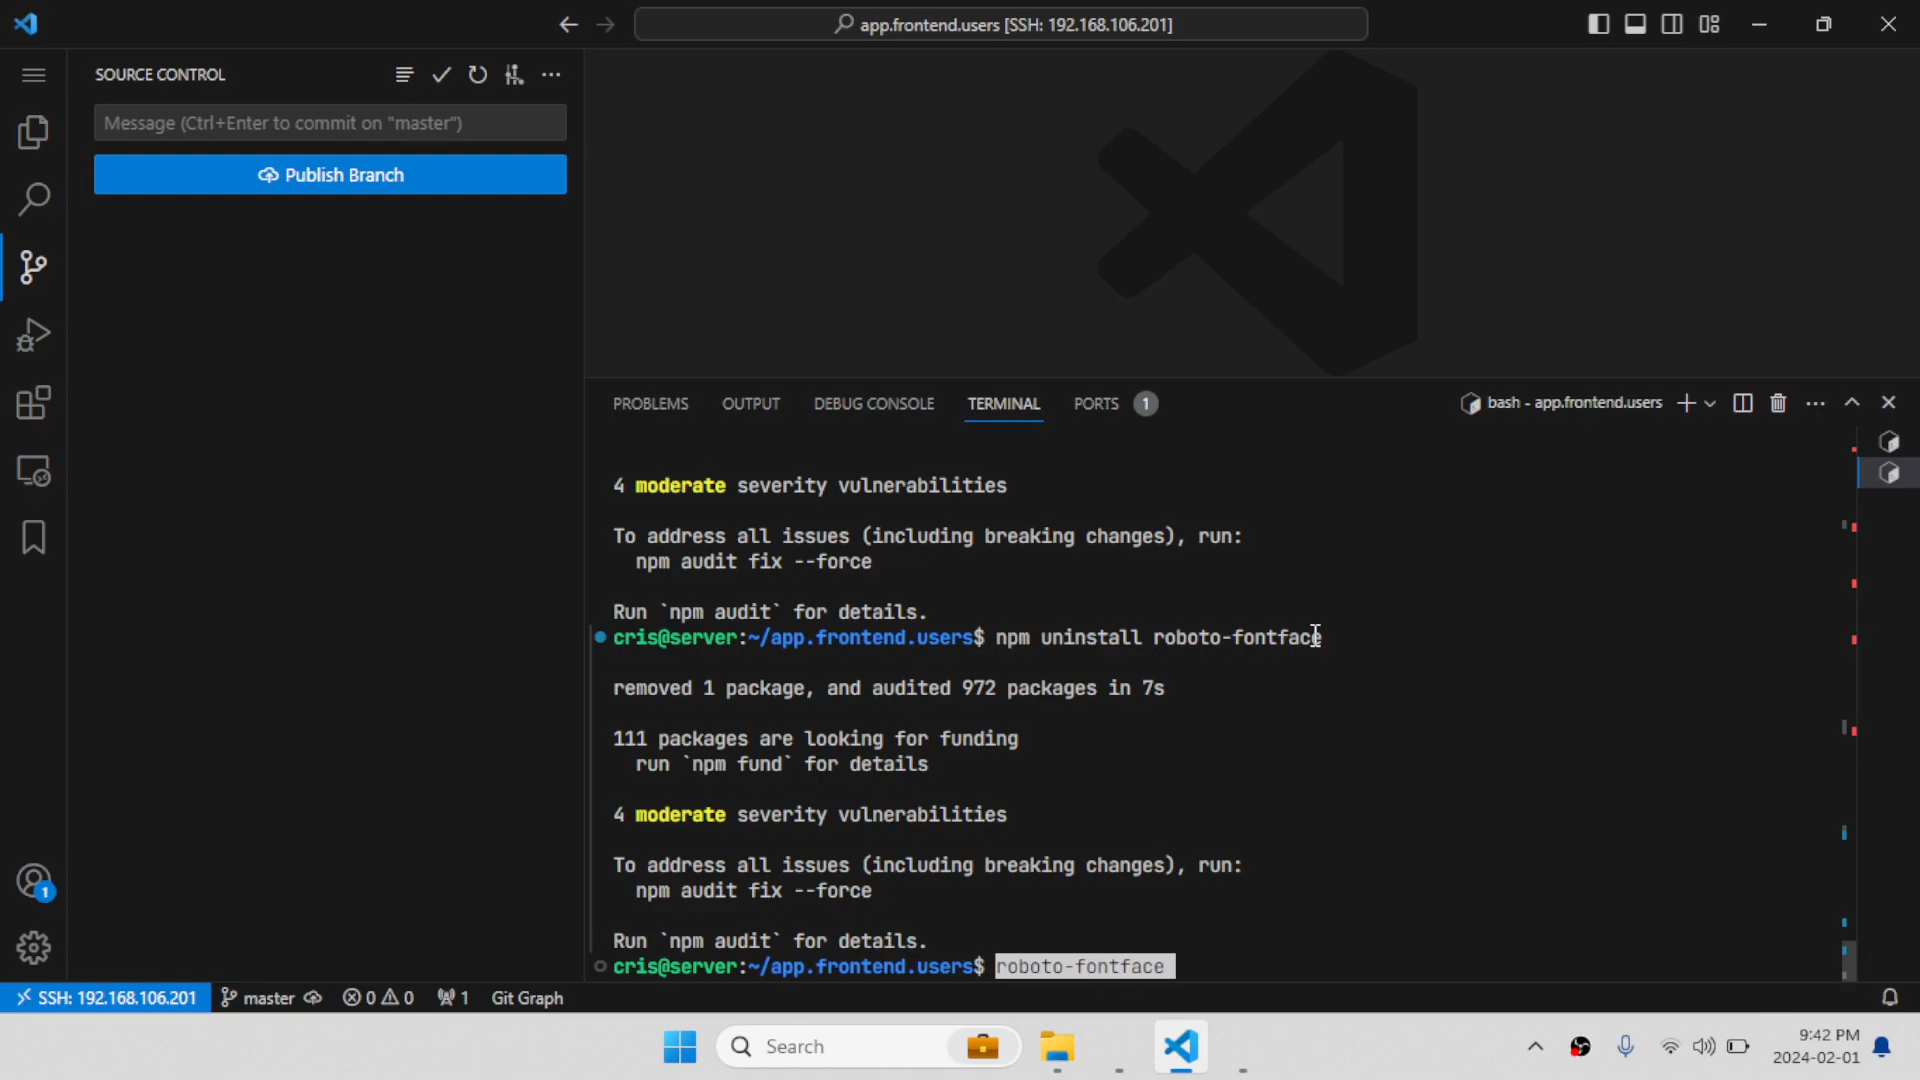 app.frontend.users [SSH: 192.168.106.201]
SOURCE CONTROL
Message (Ctrl+Enter to commit on "master")
Publish Branch
PROBLEMS
OUTPUT
DEBUG CONSOLE
TERMINAL
PORTS
1
bash - app.frontend.users
4 moderate severity vulnerabilities
To address all issues (including breaking changes), run:
npm audit fix --force
Run `npm audit` for details.
cris@server:~/app.frontend.users$ npm uninstall roboto-fontface
removed 1 package, and audited 972 packages in 7s
111 packages are looking for funding
run `npm fund` for details
4 moderate severity vulnerabilities
To address all issues (including breaking changes), run:
npm audit fix --force
Run `npm audit` for details.
cris@server:~/app.frontend.users$ roboto-fontface
1
SSH: 192.168.106.201
master
0
0
1
Git Graph
Search
9:42 PM
2024-02-01